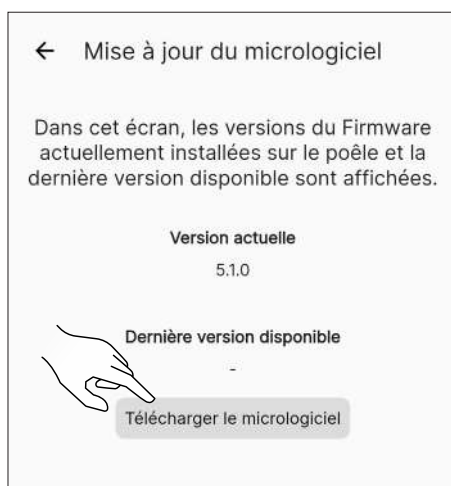 ← Mise à jour du micrologiciel
Dans cet écran, les versions du Firmware
actuellement installées sur le poêle et la
dernière version disponible sont affichées.
Version actuelle
5.1.0
Dernière version disponible
-
Télécharger le micrologiciel